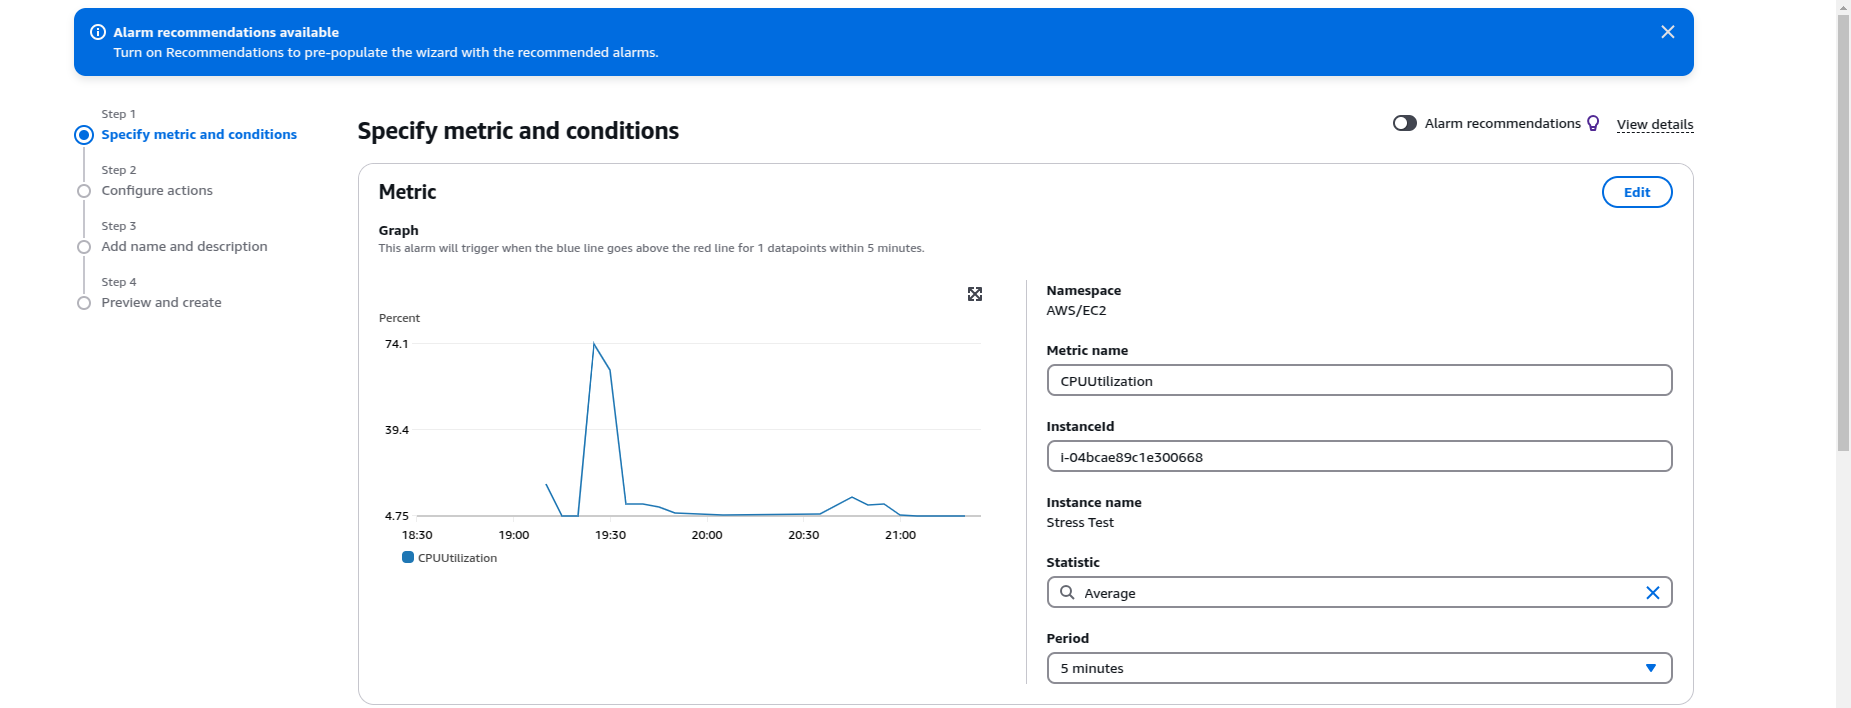 Alarm recommendations available
Turn on Recommendations to pre-populate the wizard with the recommended alarms.
Step 1
Specify metric and conditions
Step 2
Configure actions
Step 3
Add name and description
Step 4
Preview and create
Specify metric and conditions
Alarm recommendations
View details
Metric
Edit
Graph
This alarm will trigger when the blue line goes above the red line for 1 datapoints within 5 minutes.
Percent
74.1
39.4
4.75
18:30 19:00 19:30 20:00 20:30 21:00
CPUUtilization
Namespace
AWS/EC2
Metric name
CPUUtilization
InstanceId
i-04bcae89c1e300668
Instance name
Stress Test
Statistic
Average
Period
5 minutes